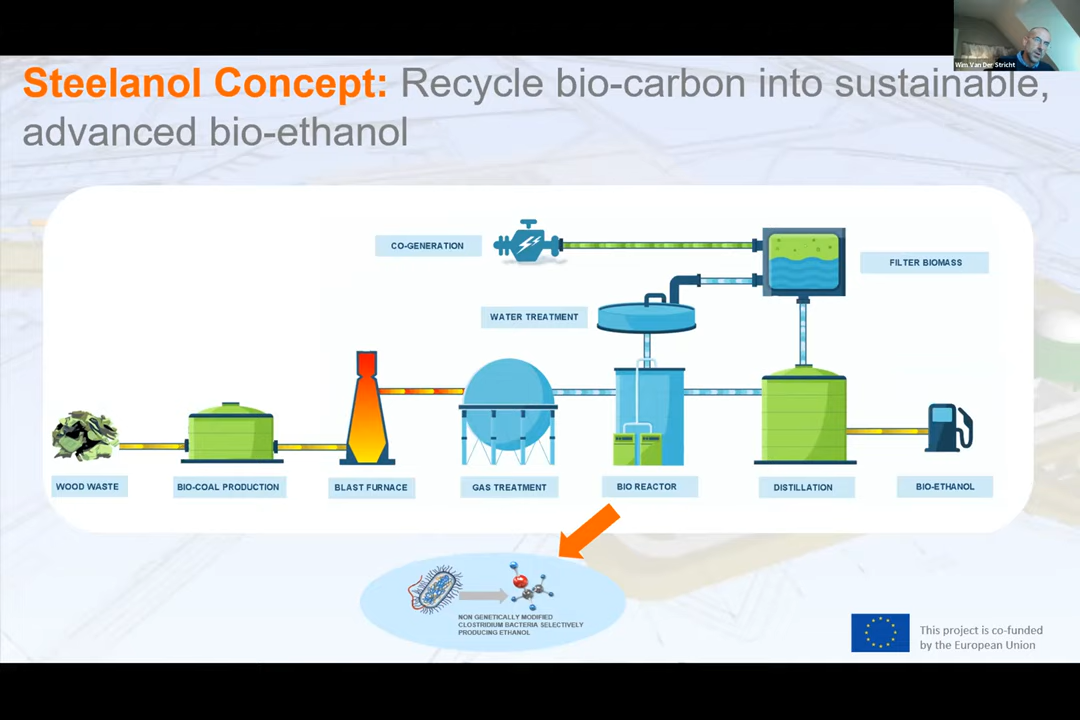 Wim Van Der Stricht
Steelanol Concept: Recycle bio-carbon into sustainable,
advanced bio-ethanol
CO-GENERATION
FILTER BIOMASS
WATER TREATMENT
WOOD WASTE
BIO-COAL PRODUCTION
BLAST FURNACE
GAS TREATMENT
BIO REACTOR
DISTILLATION
BIO-ETHANOL
NON GENETICALLY MODIFIED
CLOSTRIDIUM BACTERIA SELECTIVELY
PRODUCING ETHANOL
This project is co-funded
by the European Union